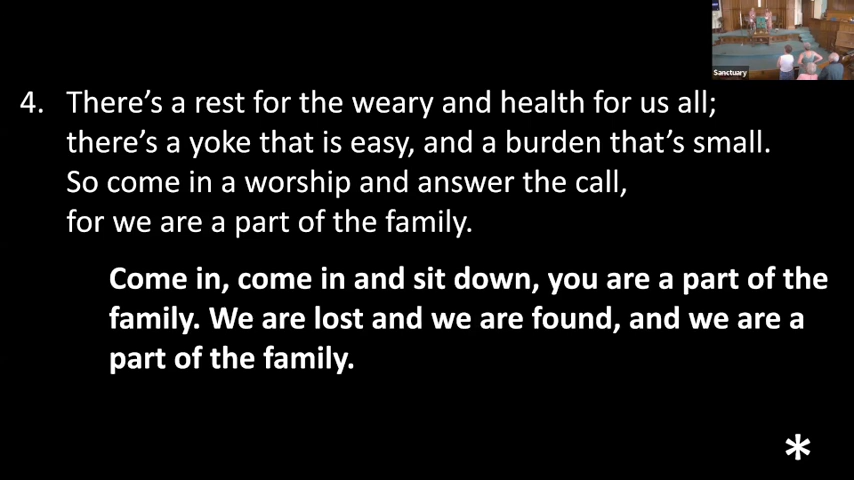 Sanctuary
4. There's a rest for the weary and health for us all;
there's a yoke that is easy, and a burden that's small.
So come in a worship and answer the call,
for we are a part of the family.
Come in, come in and sit down, you are a part of the
family. We are lost and we are found, and we are a
part of the family.
*